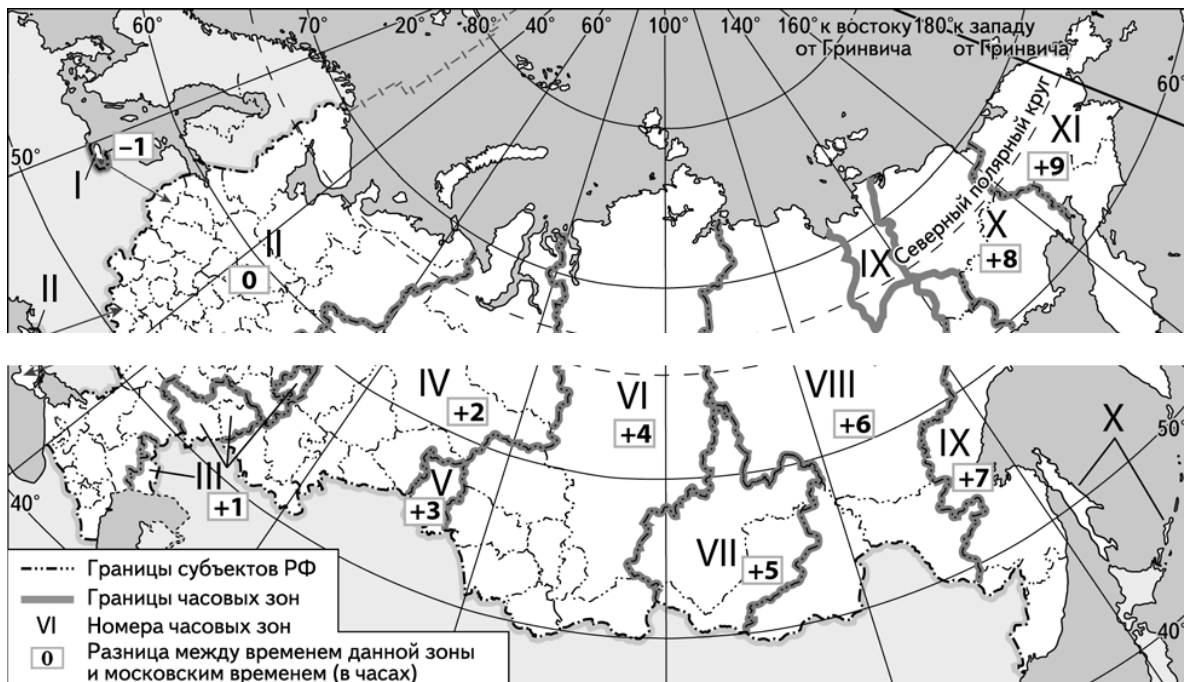 60° 70° 20° 40° 60° 80° 100° 120° 140° 160° к востоку от Гринвича 180° к западу от Гринвича
60°
50°
–1
I
XI
+9
Северный полярный круг
II
0
X
+8
IX
II
IV
+2
VI
+4
VIII
+6
X
50°
IX
+7
III
+1
V
+3
40°
VII
+5
40°
Границы субъектов РФ
Границы часовых зон
VI Номера часовых зон
0 Разница между временем данной зоны
и московским временем (в часах)